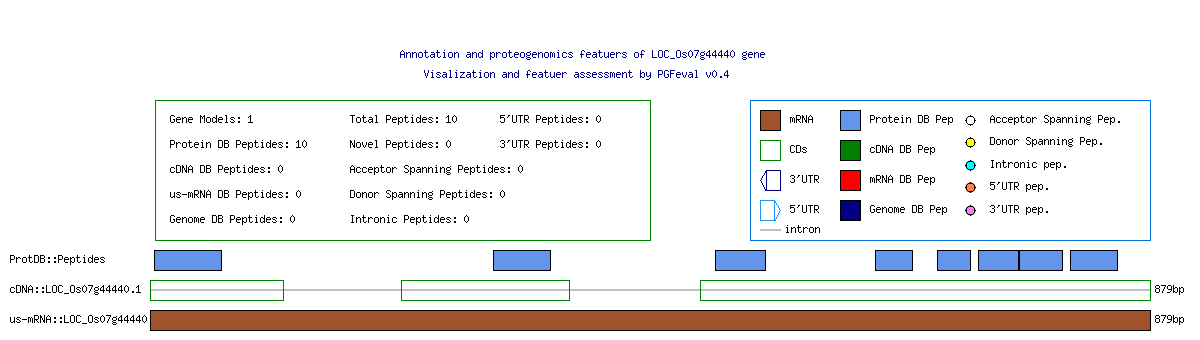 Annotation and proteogenomics featuers of LOC_Os07g44440 gene
Visalization and featuer assessment by PGFeval v0.4
Gene Models: 1
Total Peptides: 10
5'UTR Peptides: 0
Protein DB Peptides: 10
Novel Peptides: 0
3'UTR Peptides: 0
cDNA DB Peptides: 0
Acceptor Spanning Peptides: 0
us-mRNA DB Peptides: 0
Donor Spanning Peptides: 0
Genome DB Peptides: 0
Intronic Peptides: 0
mRNA
Protein DB Pep
Acceptor Spanning Pep.
CDs
cDNA DB Pep
Donor Spanning Pep.
3'UTR
mRNA DB Pep
Intronic pep.
5'UTR
Genome DB Pep
5'UTR pep.
3'UTR pep.
intron
ProtDB::Peptides
cDNA::LOC_Os07g44440.1
879bp
us-mRNA::LOC_Os07g44440
879bp